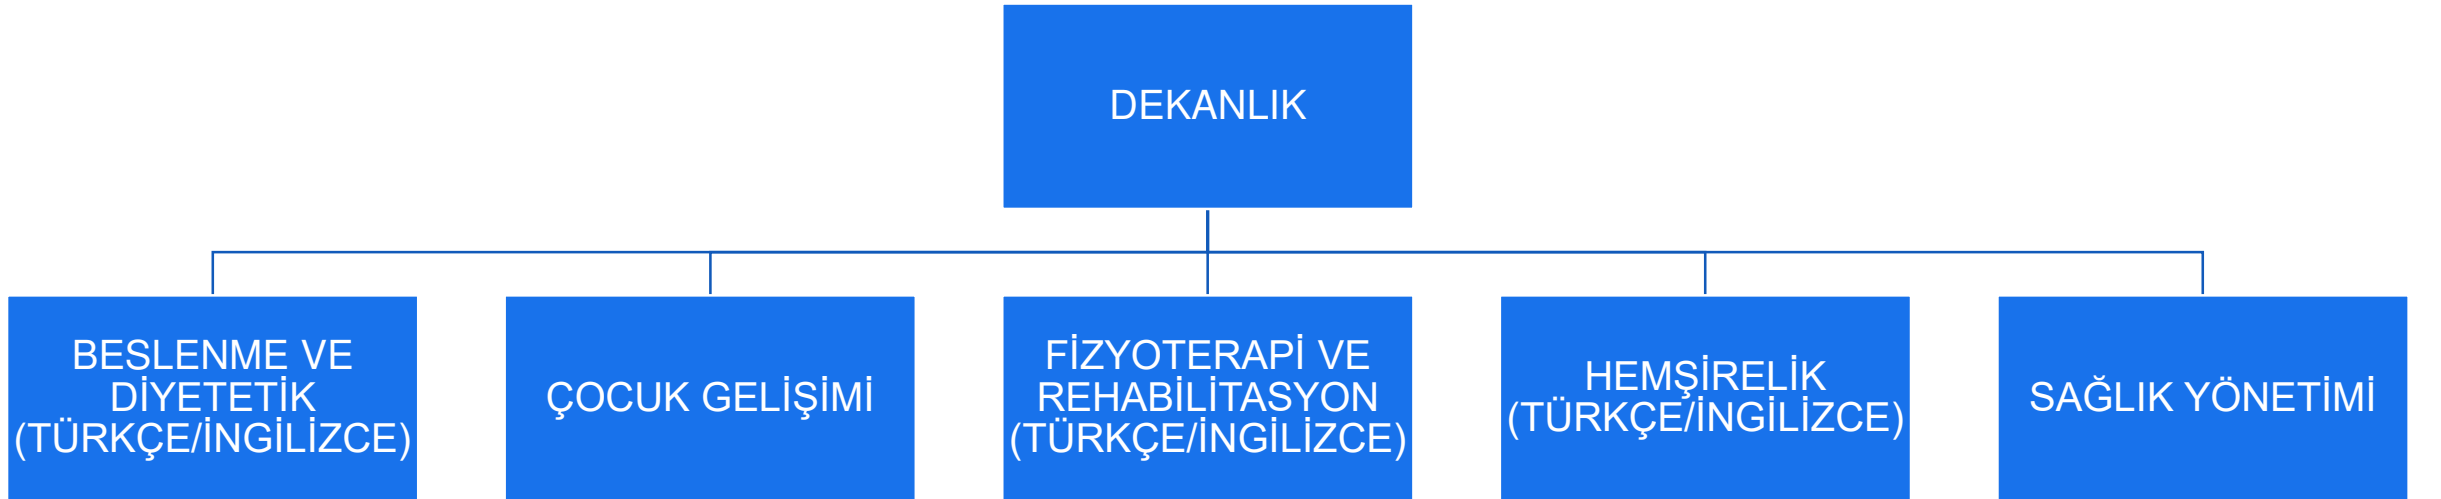 DEKANLIK
BESLENME VE
DİYETETİK
(TÜRKÇE/İNGİLİZCE)
ÇOCUK GELİŞİMİ
FİZYOTERAPİ VE
REHABİLİTASYON
(TÜRKÇE/İNGİLİZCE)
HEMŞİRELİK
(TÜRKÇE/İNGİLİZCE)
SAĞLIK YÖNETİMİ